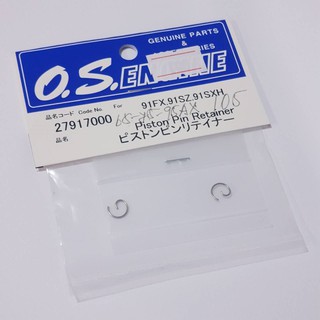 GENUINE PARTS
&
O.S.ENGINE
品名コード Code No. For 91FX.91SZ.91SXH
27917000
品名 Piston Pin Retainer
ピストンピンリテイナー